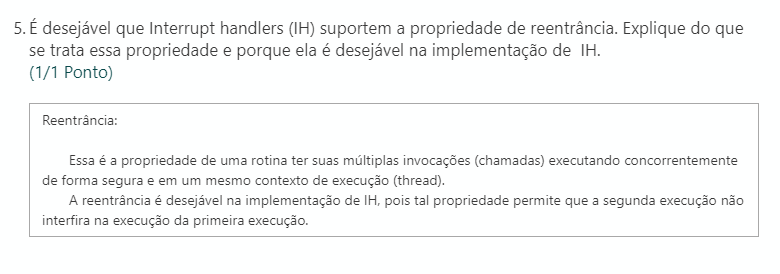 5. É desejável que Interrupt handlers (IH) suportem a propriedade de reentrância. Explique do que
se trata essa propriedade e porque ela é desejável na implementação de IH.
(1/1 Ponto)
Reentrância:
Essa é a propriedade de uma rotina ter suas múltiplas invocações (chamadas) executando concorrentemente
de forma segura e em um mesmo contexto de execução (thread).
A reentrância é desejável na implementação de IH, pois tal propriedade permite que a segunda execução não
interfira na execução da primeira execução.